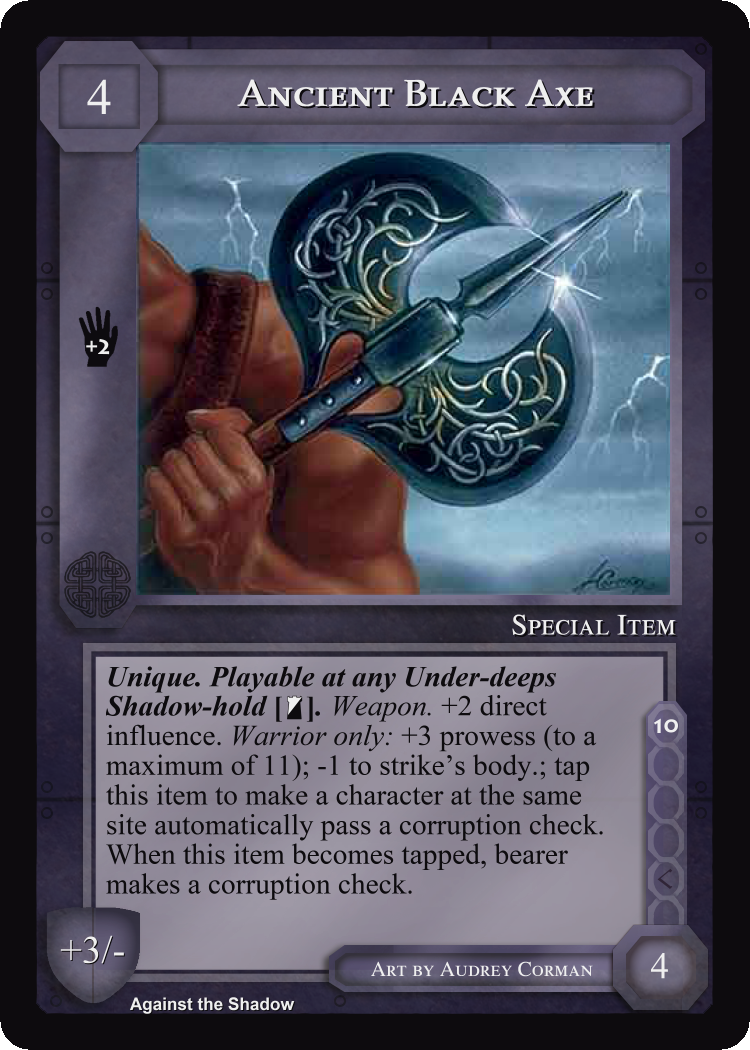 4
ANCIENT BLACK AXE
+2
SPECIAL ITEM
Unique. Playable at any Under-deeps
Shadow-hold [ ]. Weapon. +2 direct
influence. Warrior only: +3 prowess (to a
maximum of 11); -1 to strike's body.; tap
this item to make a character at the same
site automatically pass a corruption check.
When this item becomes tapped, bearer
makes a corruption check.
10
<
+3/-
ART BY AUDREY CORMAN
4
Against the Shadow